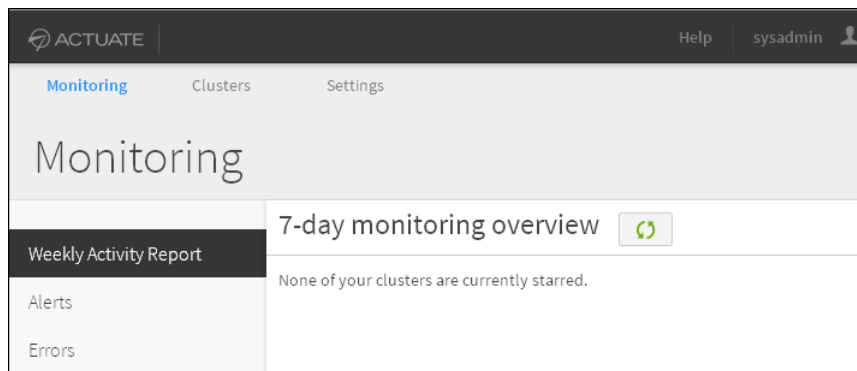 ACTUATE Help sysadmin
Monitoring Clusters Settings
Monitoring
7-day monitoring overview
Weekly Activity Report
None of your clusters are currently starred.
Alerts
Errors